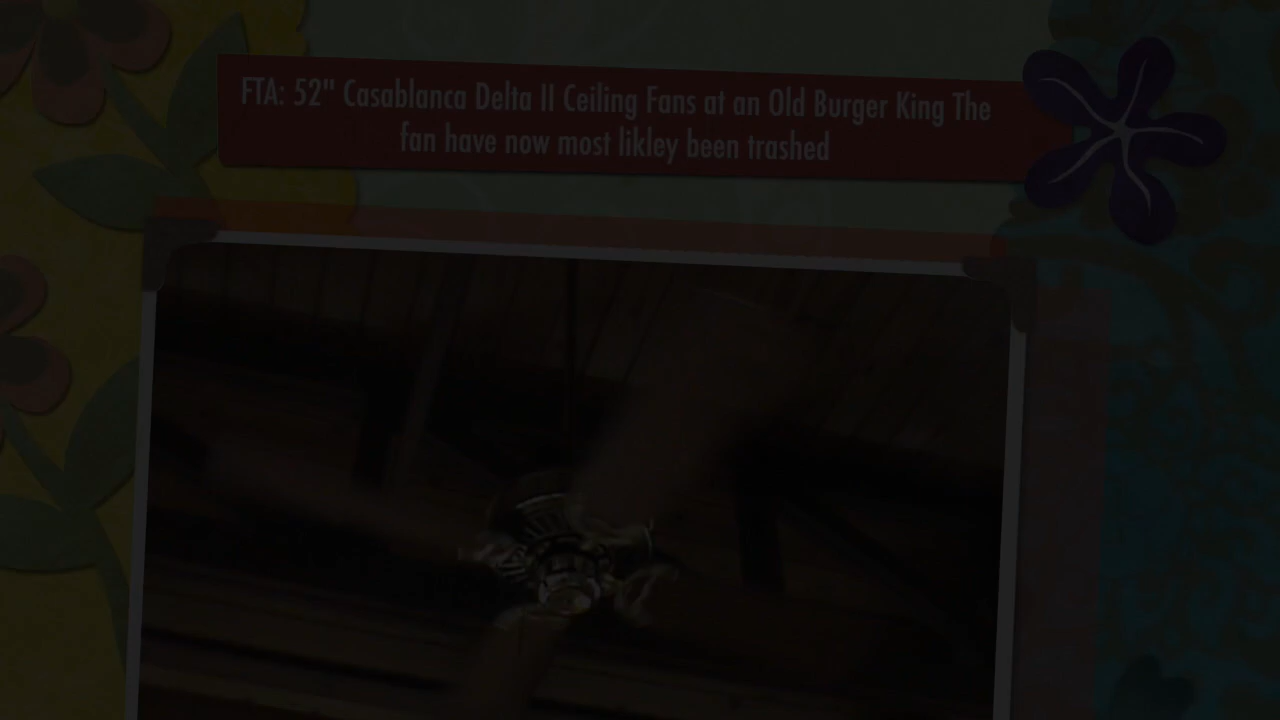 FTA: 52" Casablanca Delta II Ceiling Fans at an Old Burger King The
fan have now most likley been trashed